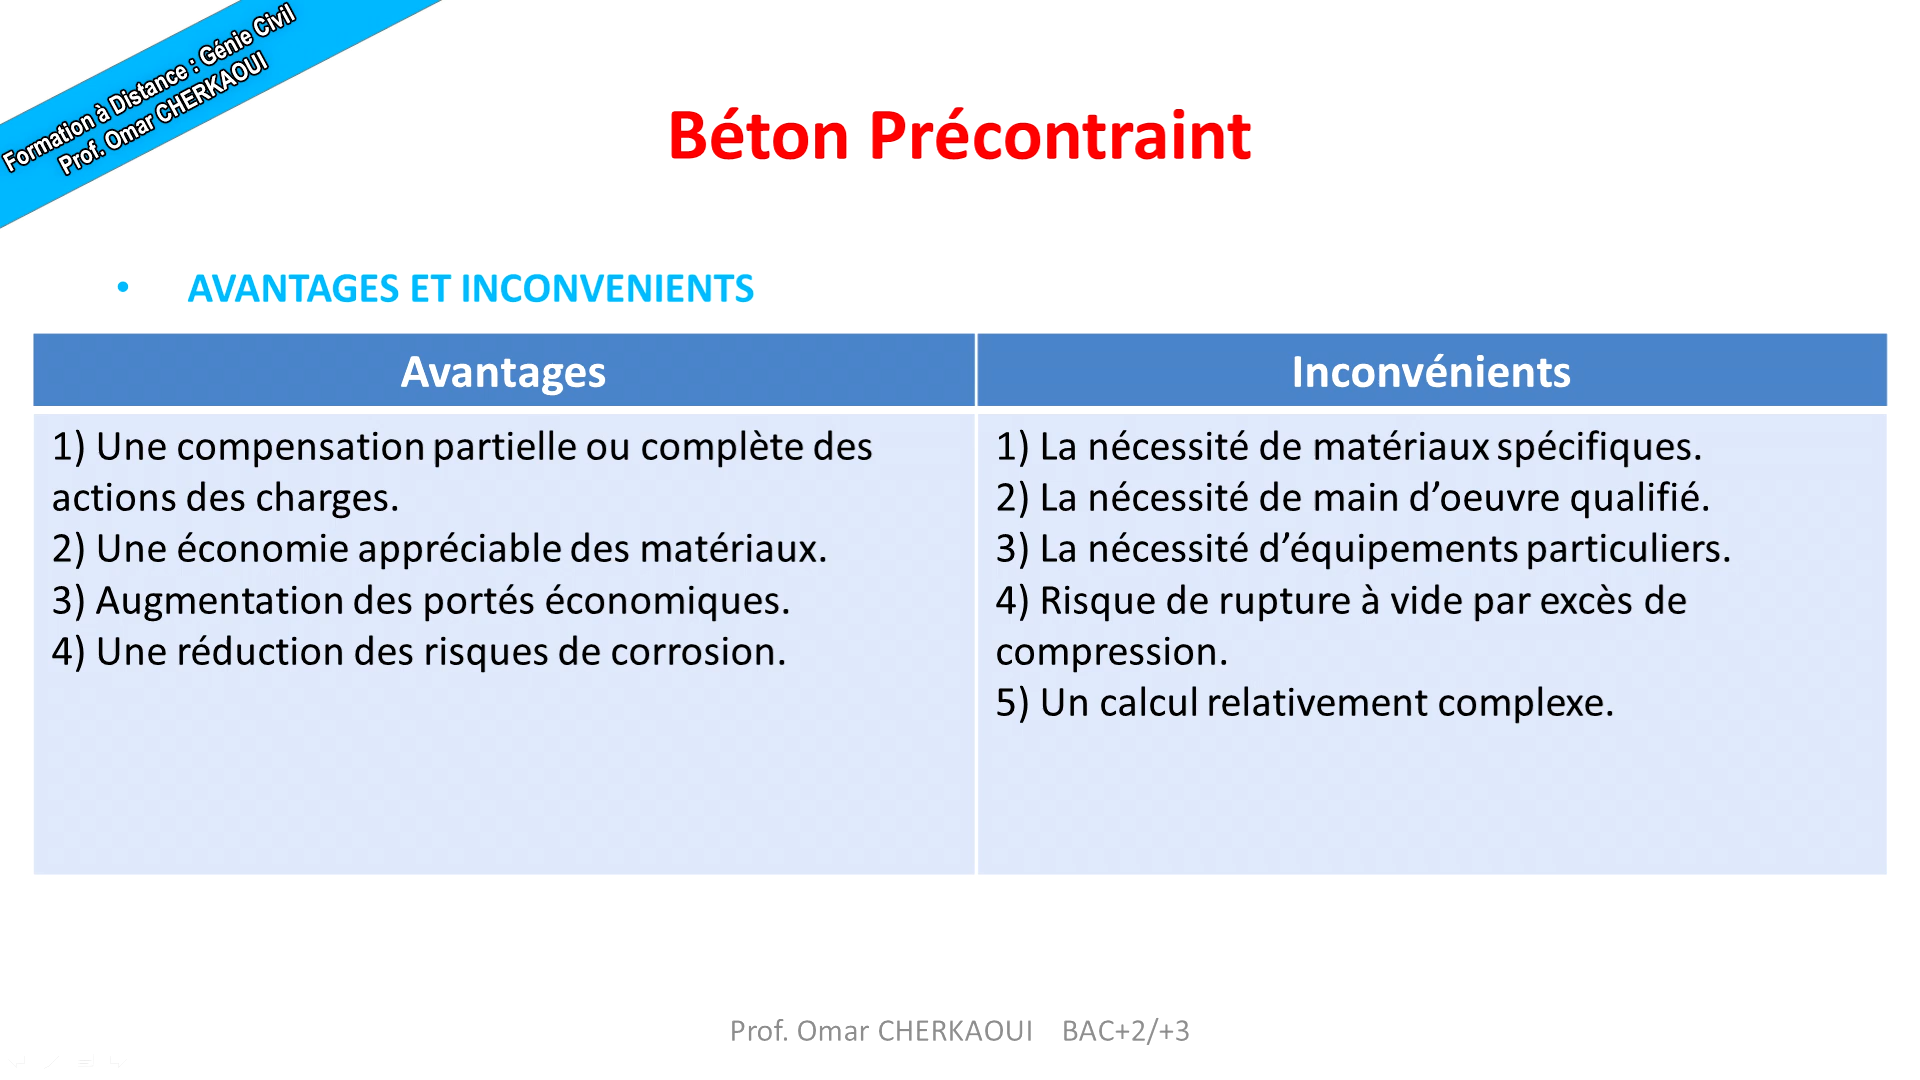 Formation à Distance : Génie Civil
Prof. Omar CHERKAOUI
Béton Précontraint
• AVANTAGES ET INCONVENIENTS
Avantages
1) Une compensation partielle ou complète des
actions des charges.
2) Une économie appréciable des matériaux.
3) Augmentation des portés économiques.
4) Une réduction des risques de corrosion.
Inconvénients
1) La nécessité de matériaux spécifiques.
2) La nécessité de main d’oeuvre qualifié.
3) La nécessité d’équipements particuliers.
4) Risque de rupture à vide par excès de
compression.
5) Un calcul relativement complexe.
Prof. Omar CHERKAOUI BAC+2/+3